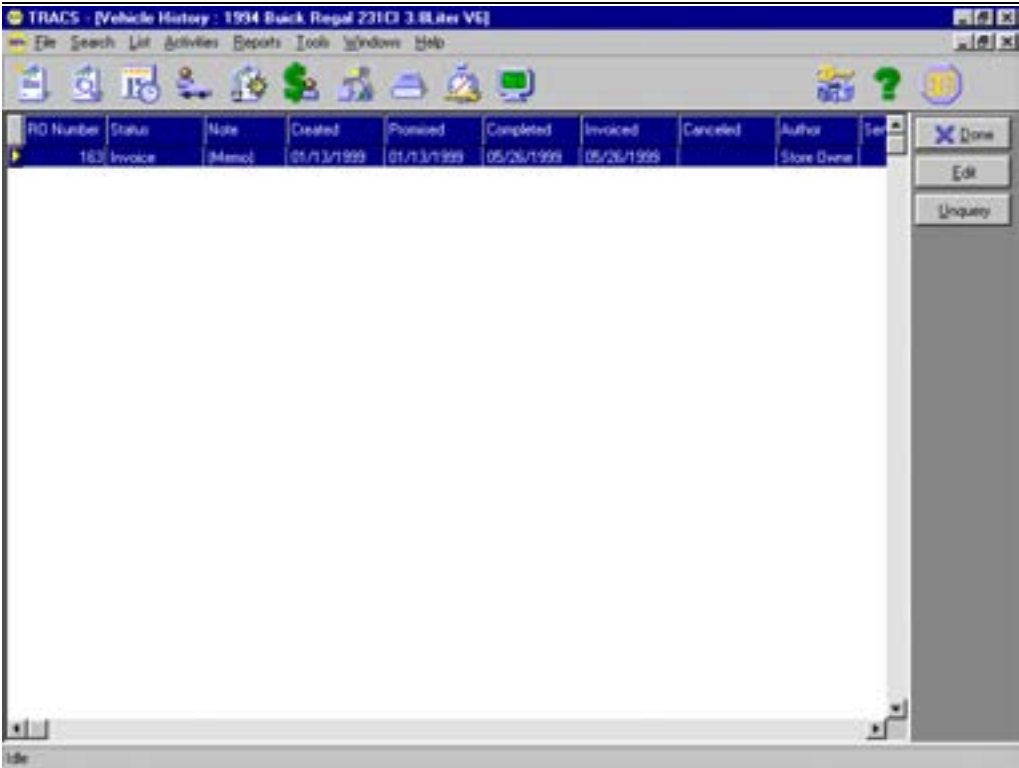 TRACS - [Vehicle History : 1994 Buick Regal 231CI 3.8Liter V6]
File Search List Activities Reports Tools Windows Help
RO Number Status Note Created Promised Completed Invoiced Canceled Author Ser
163 Invoice (Memo) 01/13/1999 01/13/1999 05/26/1999 05/26/1999 Store Owne
Done
Edit
Unquery
Idle